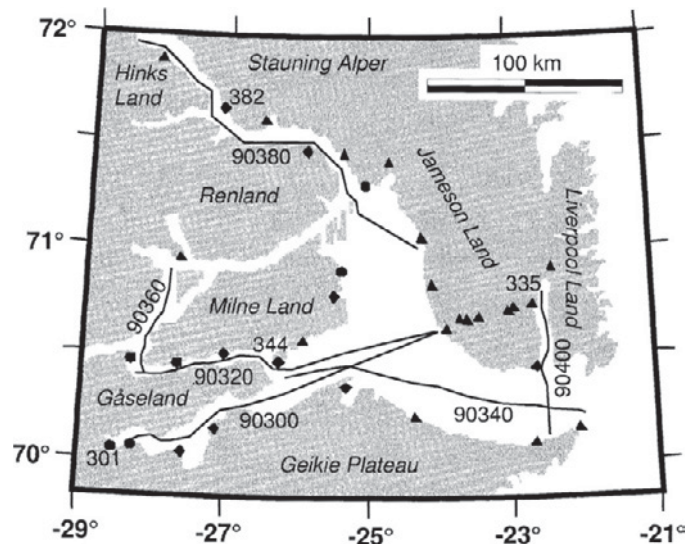 72°
Stauning Alper
100 km
Hinks
Land
382
90380
Renland
Jameson Land
Liverpool Land
71°
90360
335
Milne Land
344
90320
90400
Gåseland
90300
90340
301
70°
Geikie Plateau
-29°
-27°
-25°
-23°
-21°